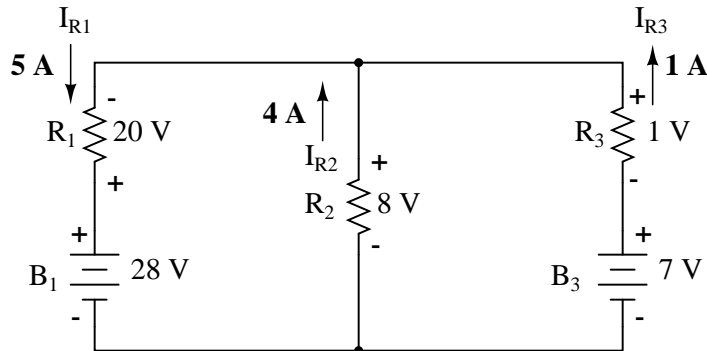 I_R1
I_R3
5 A
1 A
4 A
I_R2
-
+
R_1 20 V
+
R_2 8 V
-
+
R_3 1 V
-
+
B_1 28 V
-
+
B_3 7 V
-